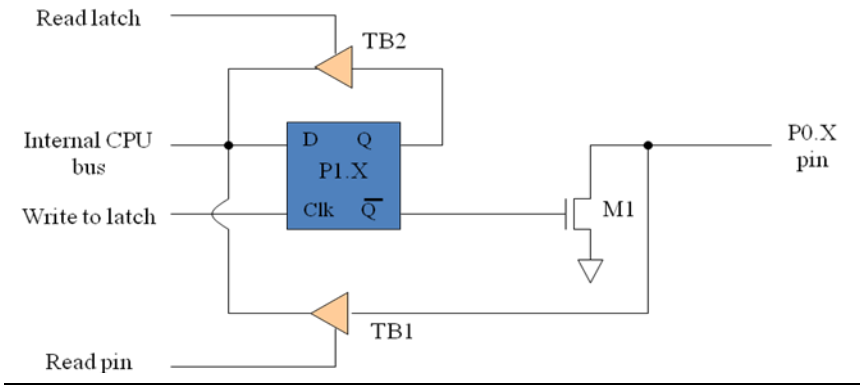 Read latch
TB2
Internal CPU
bus
D Q
P1.X
P0.X
pin
Write to latch
Clk Q̅
M1
TB1
Read pin